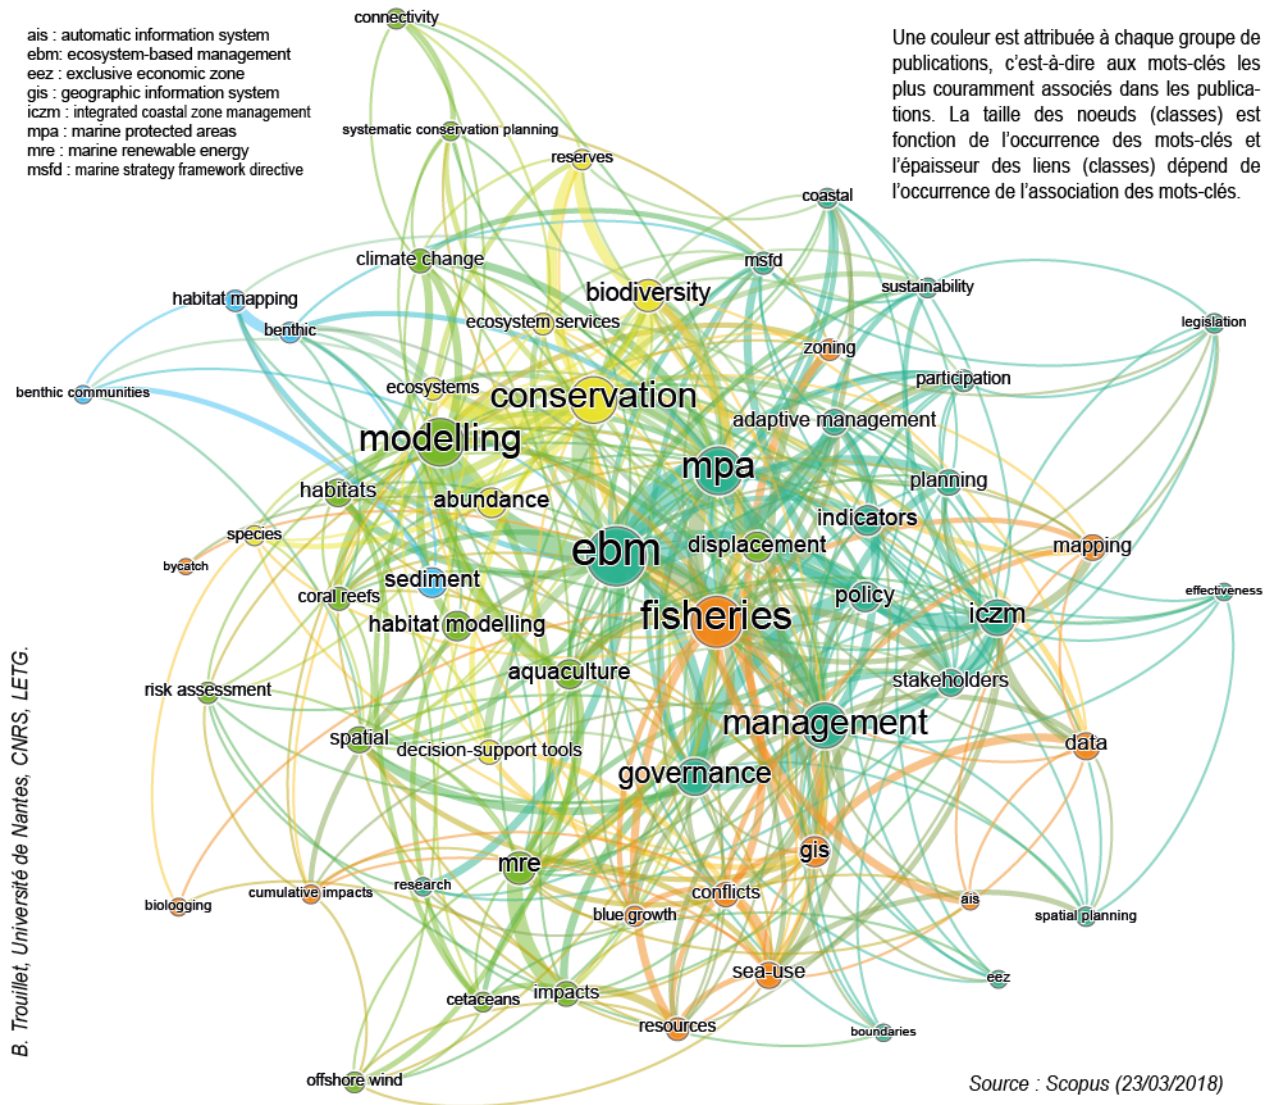 ais : automatic information system
ebm: ecosystem-based management
eez : exclusive economic zone
gis : geographic information system
iczm : integrated coastal zone management
mpa : marine protected areas
mre : marine renewable energy
msfd : marine strategy framework directive
Une couleur est attribuée à chaque groupe de
publications, c'est-à-dire aux mots-clés les
plus couramment associés dans les publica-
tions. La taille des noeuds (classes) est
fonction de l'occurrence des mots-clés et
l'épaisseur des liens (classes) dépend de
l'occurrence de l'association des mots-clés.
connectivity
systematic conservation planning
reserves
coastal
climate change
msfd
sustainability
habitat mapping
biodiversity
legislation
benthic
ecosystem services
zoning
participation
benthic communities
ecosystems
conservation
adaptive management
modelling
mpa
planning
habitats
abundance
indicators
species
ebm
displacement
mapping
bycatch
sediment
policy
effectiveness
coral reefs
habitat modelling
fisheries
iczm
aquaculture
stakeholders
risk assessment
management
spatial
decision-support tools
data
governance
mre
gis
research
cumulative impacts
conflicts
ais
biologging
blue growth
spatial planning
sea-use
eez
cetaceans
impacts
resources
boundaries
offshore wind
B. Trouillet, Université de Nantes, CNRS, LETG.
Source : Scopus (23/03/2018)